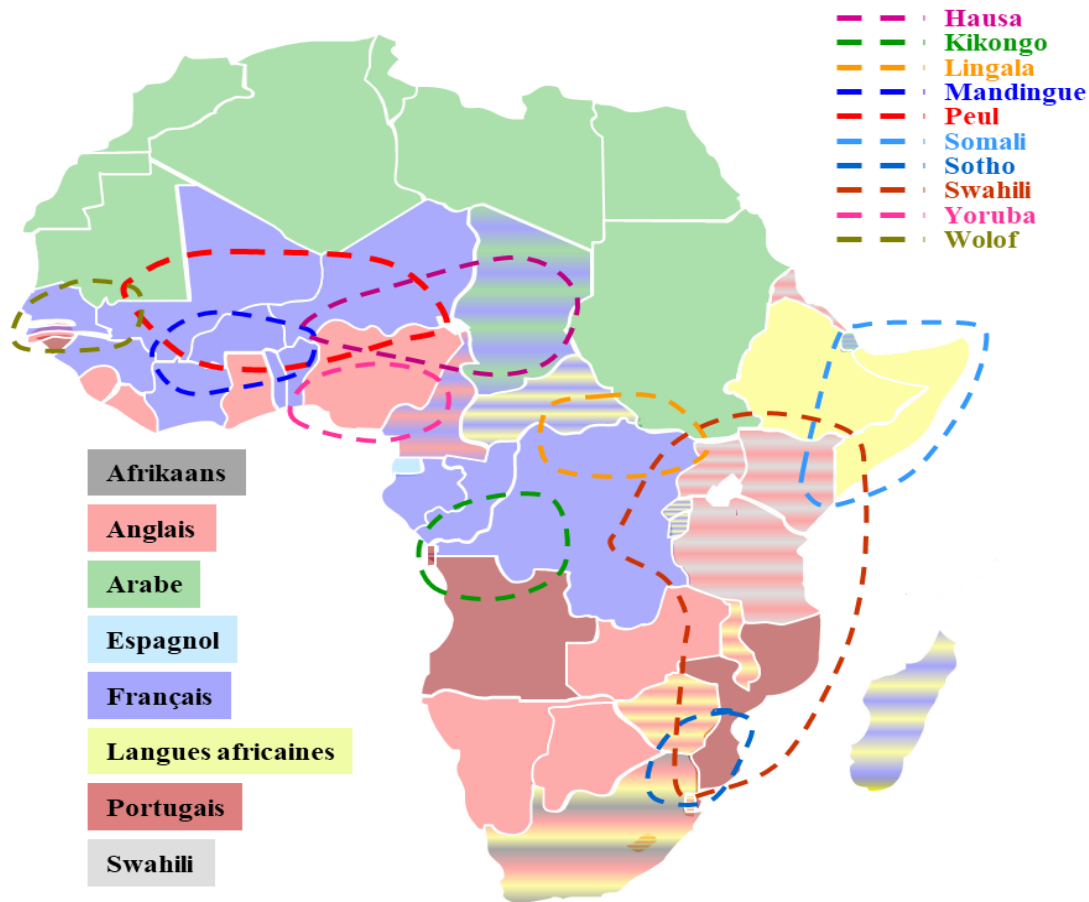 Hausa
Kikongo
Lingala
Mandingue
Peul
Somali
Sotho
Swahili
Yoruba
Wolof
Afrikaans
Anglais
Arabe
Espagnol
Français
Langues africaines
Portugais
Swahili